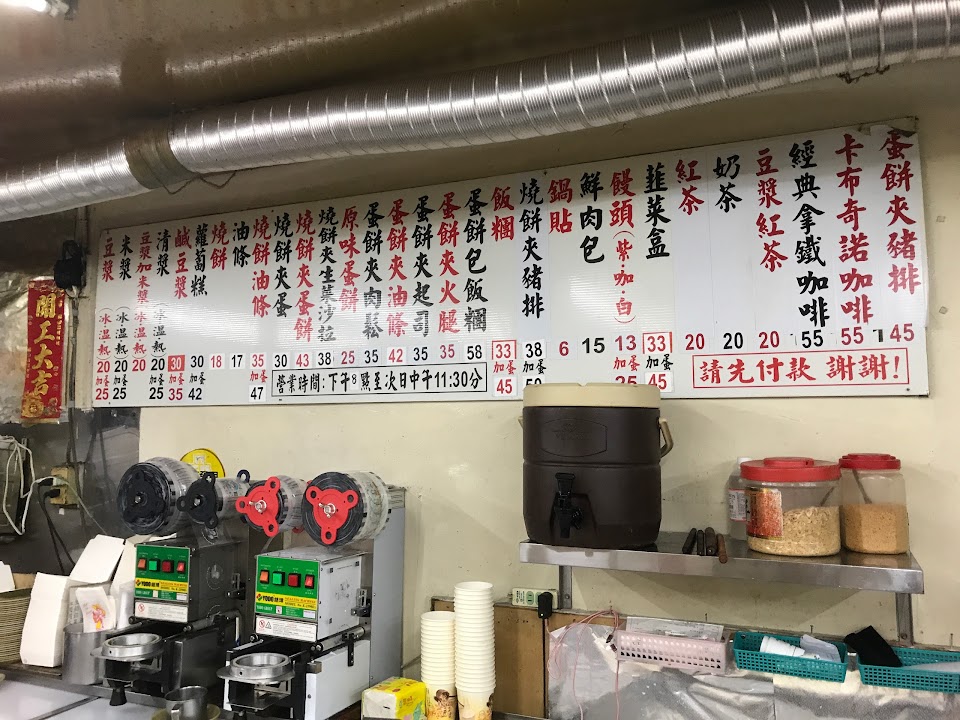 豆漿(冰溫熱) 20 25
米漿(冰溫熱) 20 25
豆漿加米漿(冰溫熱) 20
清漿(冰溫熱) 20 25
鹹豆漿 30 加蛋 35
蘿蔔糕 30 加蛋 42
燒餅 18
油條 17
燒餅油條 35 加蛋 47
燒餅夾蛋 30
燒餅夾蛋餅 43
燒餅夾生菜沙拉 38
原味蛋餅 25
蛋餅夾肉鬆 35
蛋餅夾油條 42
蛋餅夾起司 35
蛋餅夾火腿 35
蛋餅包飯糰 58
飯糰 33 加蛋 45
燒餅夾豬排 38 加蛋
鍋貼 6
鮮肉包 15
饅頭(紫·咖·白) 13 加蛋 25
韮菜盒 33 加蛋 45
紅茶 20
奶茶 20
豆漿紅茶 20
經典拿鐵咖啡 55
卡布奇諾咖啡 55
蛋餅夾豬排 45
營業時間:下午8點至次日中午11:30分
請先付款 謝謝!
開工大吉
YODO
YODO